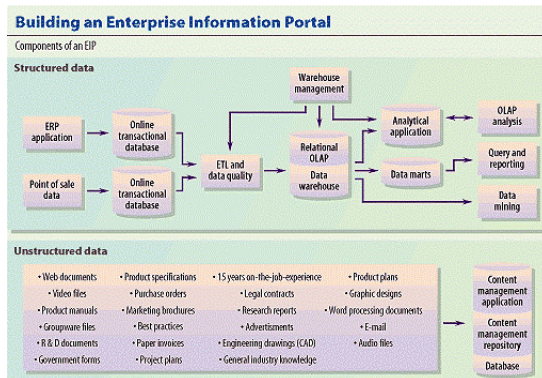 Building an Enterprise Information Portal
Components of an EIP
Structured data
Warehouse
management
ERP
application
Online
transactional
database
Point of sale
data
Online
transactional
database
ETL and
data quality
Relational
OLAP
Data
warehouse
Analytical
application
Data marts
OLAP
analysis
Query and
reporting
Data
mining
Unstructured data
• Web documents
• Video files
• Product manuals
• Groupware files
• R & D documents
• Government forms
• Product specifications
• Purchase orders
• Marketing brochures
• Best practices
• Paper invoices
• Project plans
• 15 years on-the-job-experience
• Legal contracts
• Research reports
• Advertisments
• Engineering drawings (CAD)
• General industry knowledge
• Product plans
• Graphic designs
• Word processing documents
• E-mail
• Audio files
Content
management
application
Content
management
repository
Database